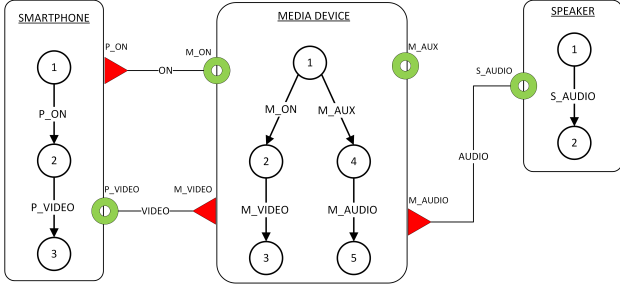 SMARTPHONE
MEDIA DEVICE
SPEAKER
P_ON
M_ON
M_AUX
S_AUDIO
1
P_ON
2
P_VIDEO
3
ON
P_VIDEO
M_VIDEO
VIDEO
1
M_ON
M_AUX
2
4
M_VIDEO
M_AUDIO
3
5
M_AUDIO
AUDIO
1
S_AUDIO
2